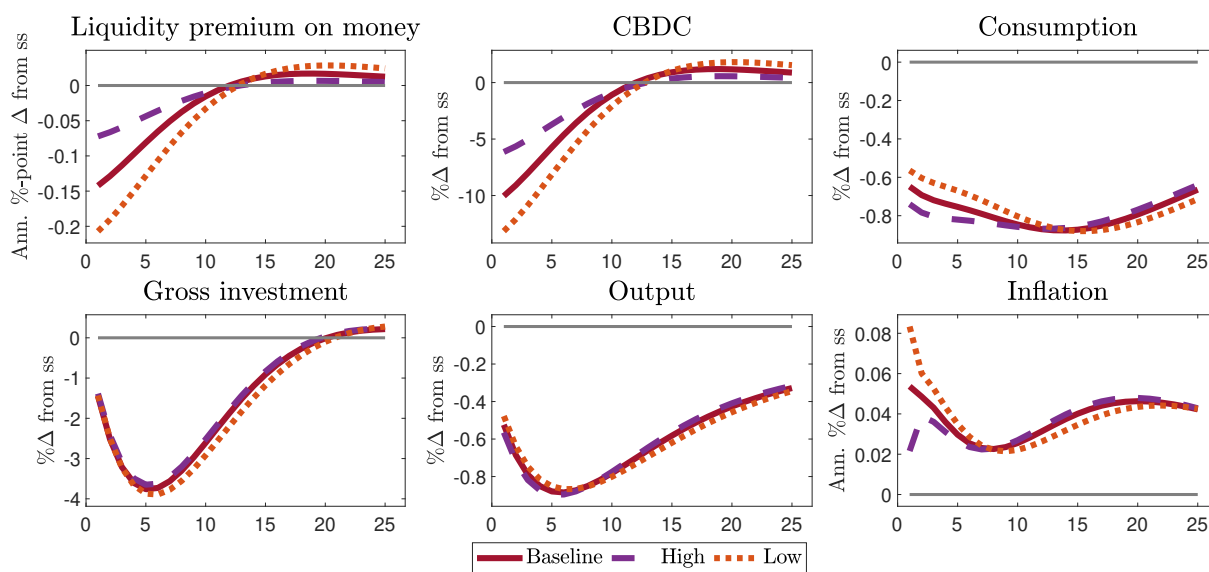 Liquidity premium on money
CBDC
Consumption
Ann. %-point Δ from ss
0
-0.05
-0.1
-0.15
-0.2
0 5 10 15 20 25
%Δ from ss
0
-5
-10
0 5 10 15 20 25
%Δ from ss
0
-0.2
-0.4
-0.6
-0.8
0 5 10 15 20 25
Gross investment
Output
Inflation
%Δ from ss
0
-1
-2
-3
-4
0 5 10 15 20 25
%Δ from ss
0
-0.2
-0.4
-0.6
-0.8
0 5 10 15 20 25
Ann. %Δ from ss
0.08
0.06
0.04
0.02
0
0 5 10 15 20 25
Baseline High Low